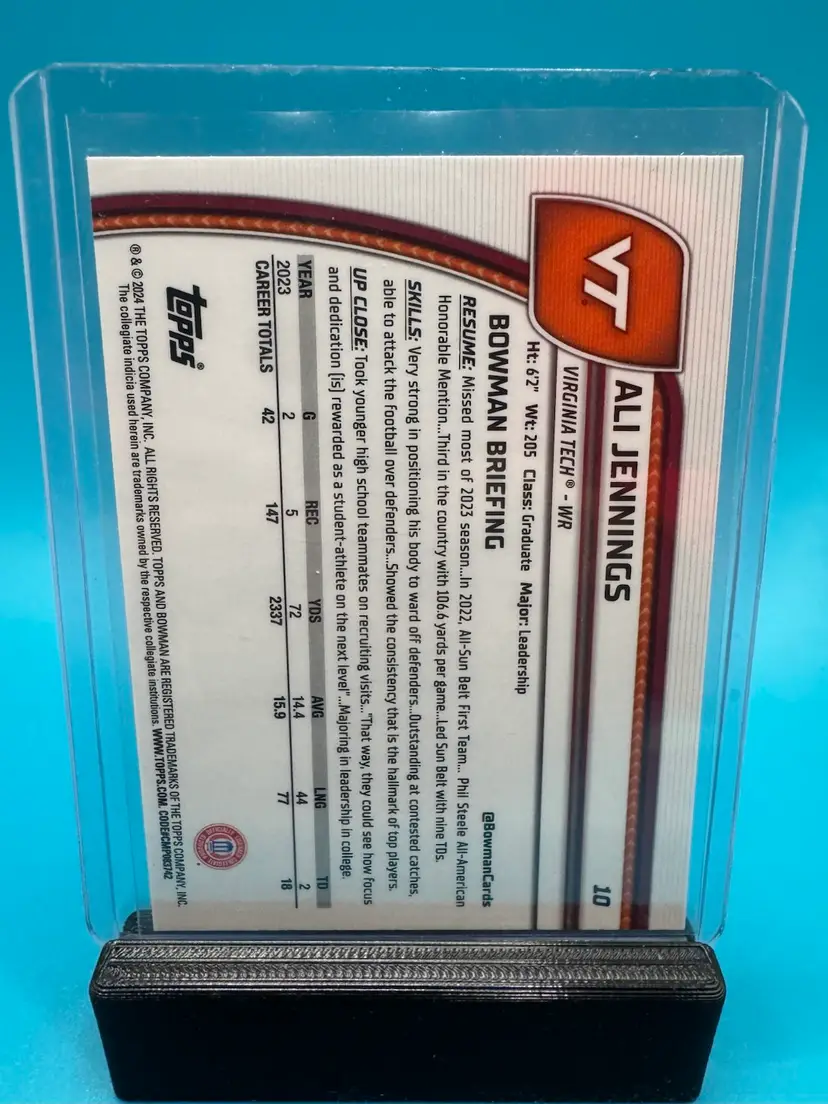 10
ALI JENNINGS
VT
VIRGINIA TECH® - WR
Ht: 6'2" Wt: 205 Class: Graduate Major: Leadership
BOWMAN BRIEFING
@BowmanCards
RESUME: Missed most of 2023 season...In 2022, All-Sun Belt First Team... Phil Steele All-American
Honorable Mention...Third in the country with 106.6 yards per game...Led Sun Belt with nine TDs.
SKILLS: Very strong in positioning his body to ward off defenders...Outstanding at contested catches,
able to attack the football over defenders...Showed the consistency that is the hallmark of top players.
UP CLOSE: Took younger high school teammates on recruiting visits... "That way, they could see how focus
and dedication (is) rewarded as a student-athlete on the next level"...Majoring in leadership in college.
YEAR G REC YDS AVG LNG TD
2023 2 5 72 14.4 44 2
CAREER TOTALS 42 147 2337 15.9 77 18
topps®
® & © 2024 THE TOPPS COMPANY, INC. ALL RIGHTS RESERVED. TOPPS AND BOWMAN ARE REGISTERED TRADEMARKS OF THE TOPPS COMPANY, INC.
The collegiate indicia used herein are trademarks owned by the respective collegiate institutions. WWW.TOPPS.COM. CODE#CMP083742